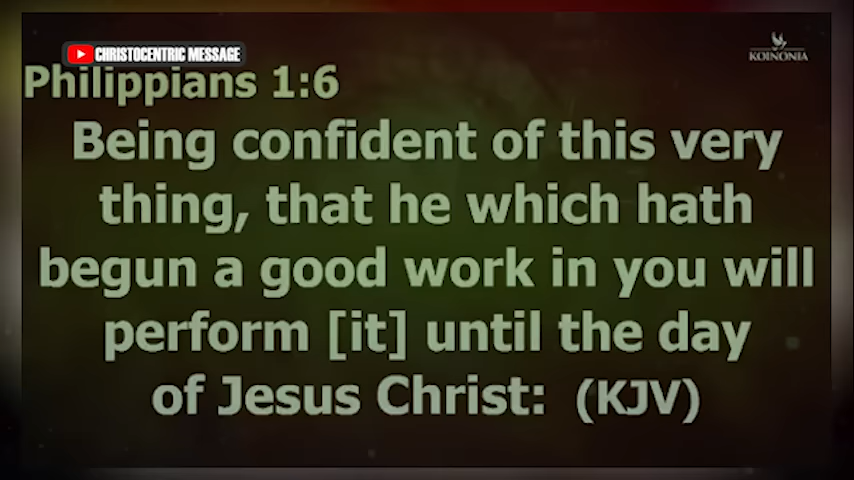 CHRISTOCENTRIC MESSAGE
KOINONIA
Philippians 1:6
Being confident of this very
thing, that he which hath
begun a good work in you will
perform [it] until the day
of Jesus Christ: (KJV)